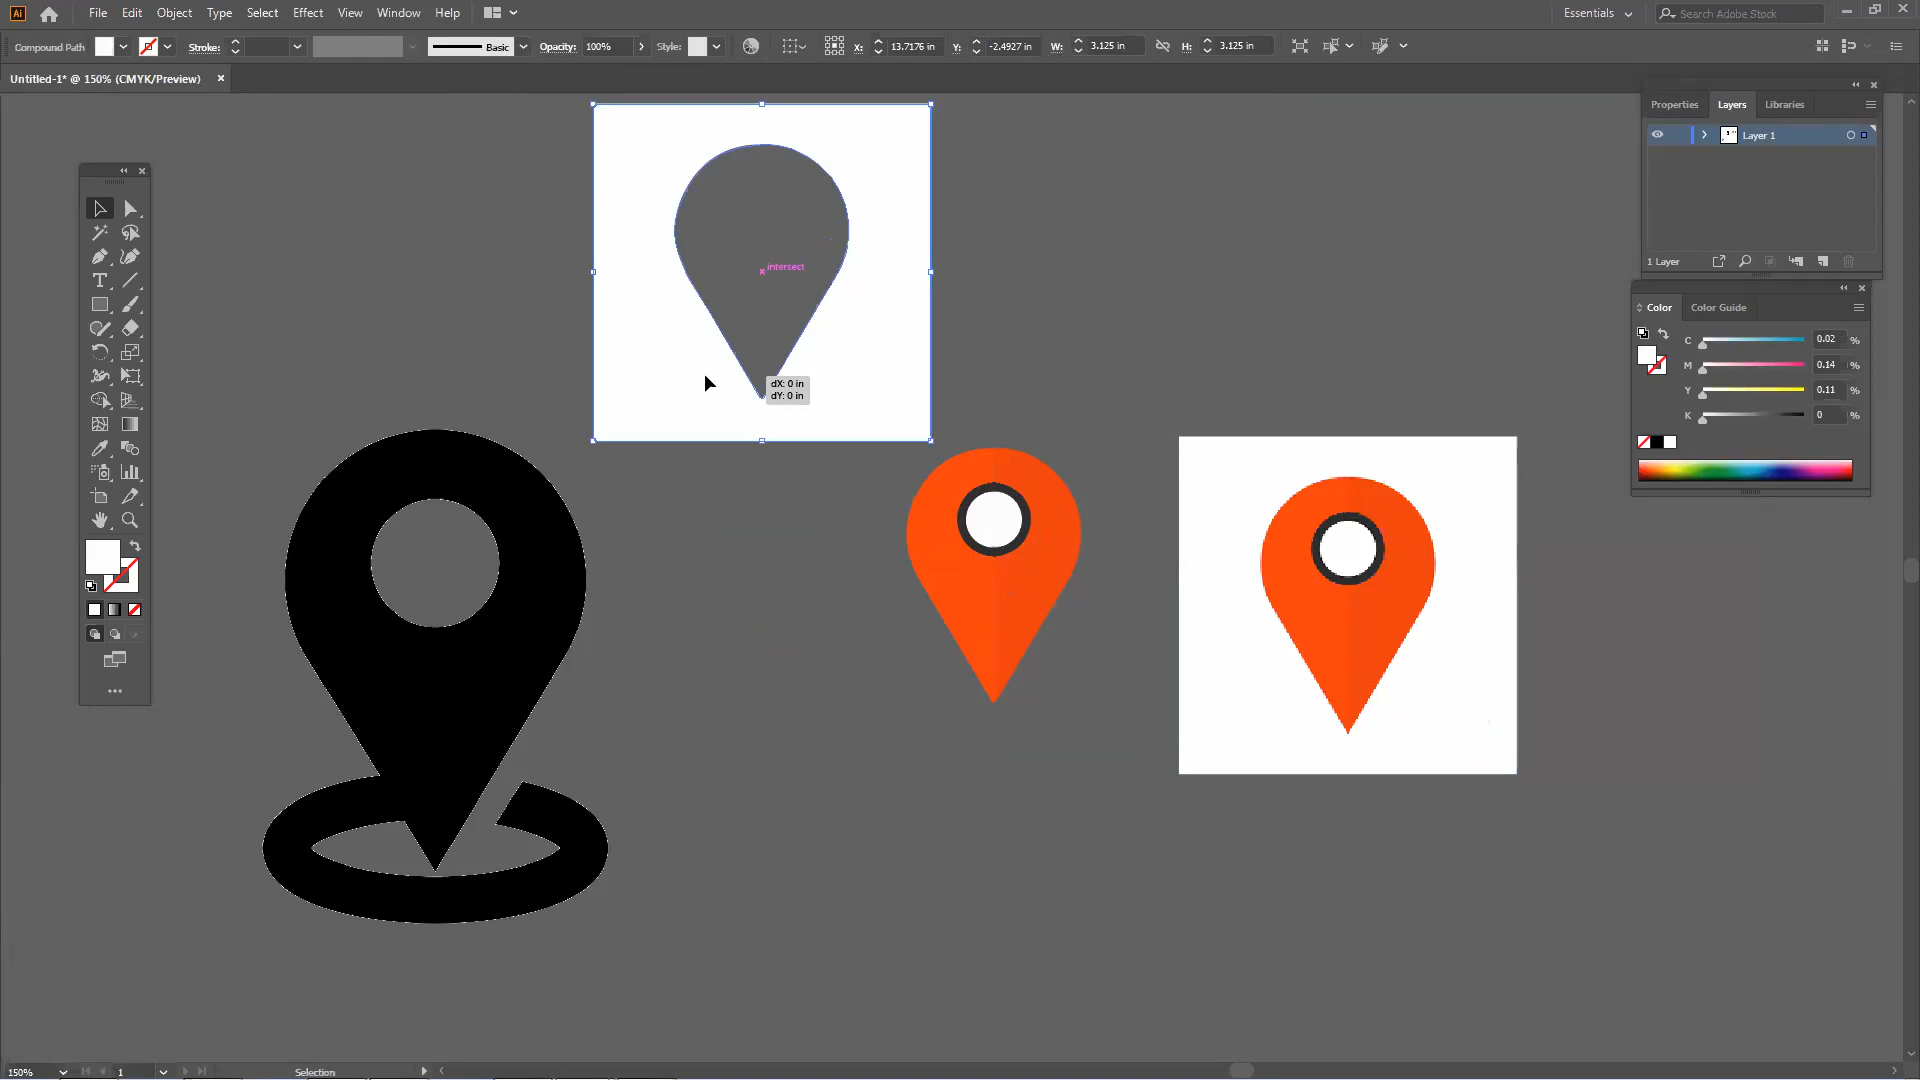 Ai File Edit Object Type Select Effect View Window Help Essentials Search Adobe Stock
Compound Path Stroke: Basic Opacity: 100% Style: X: 13.7176 in Y: -2.4927 in W: 3.125 in H: 3.125 in
Untitled-1* @ 150% (CMYK/Preview)
Properties Layers Libraries
Layer 1
intersect
1 Layer
Color Color Guide
C 0.02 %
M 0.14 %
Y 0.11 %
K 0 %
dX: 0 in
dY: 0 in
T
150% 1 Selection